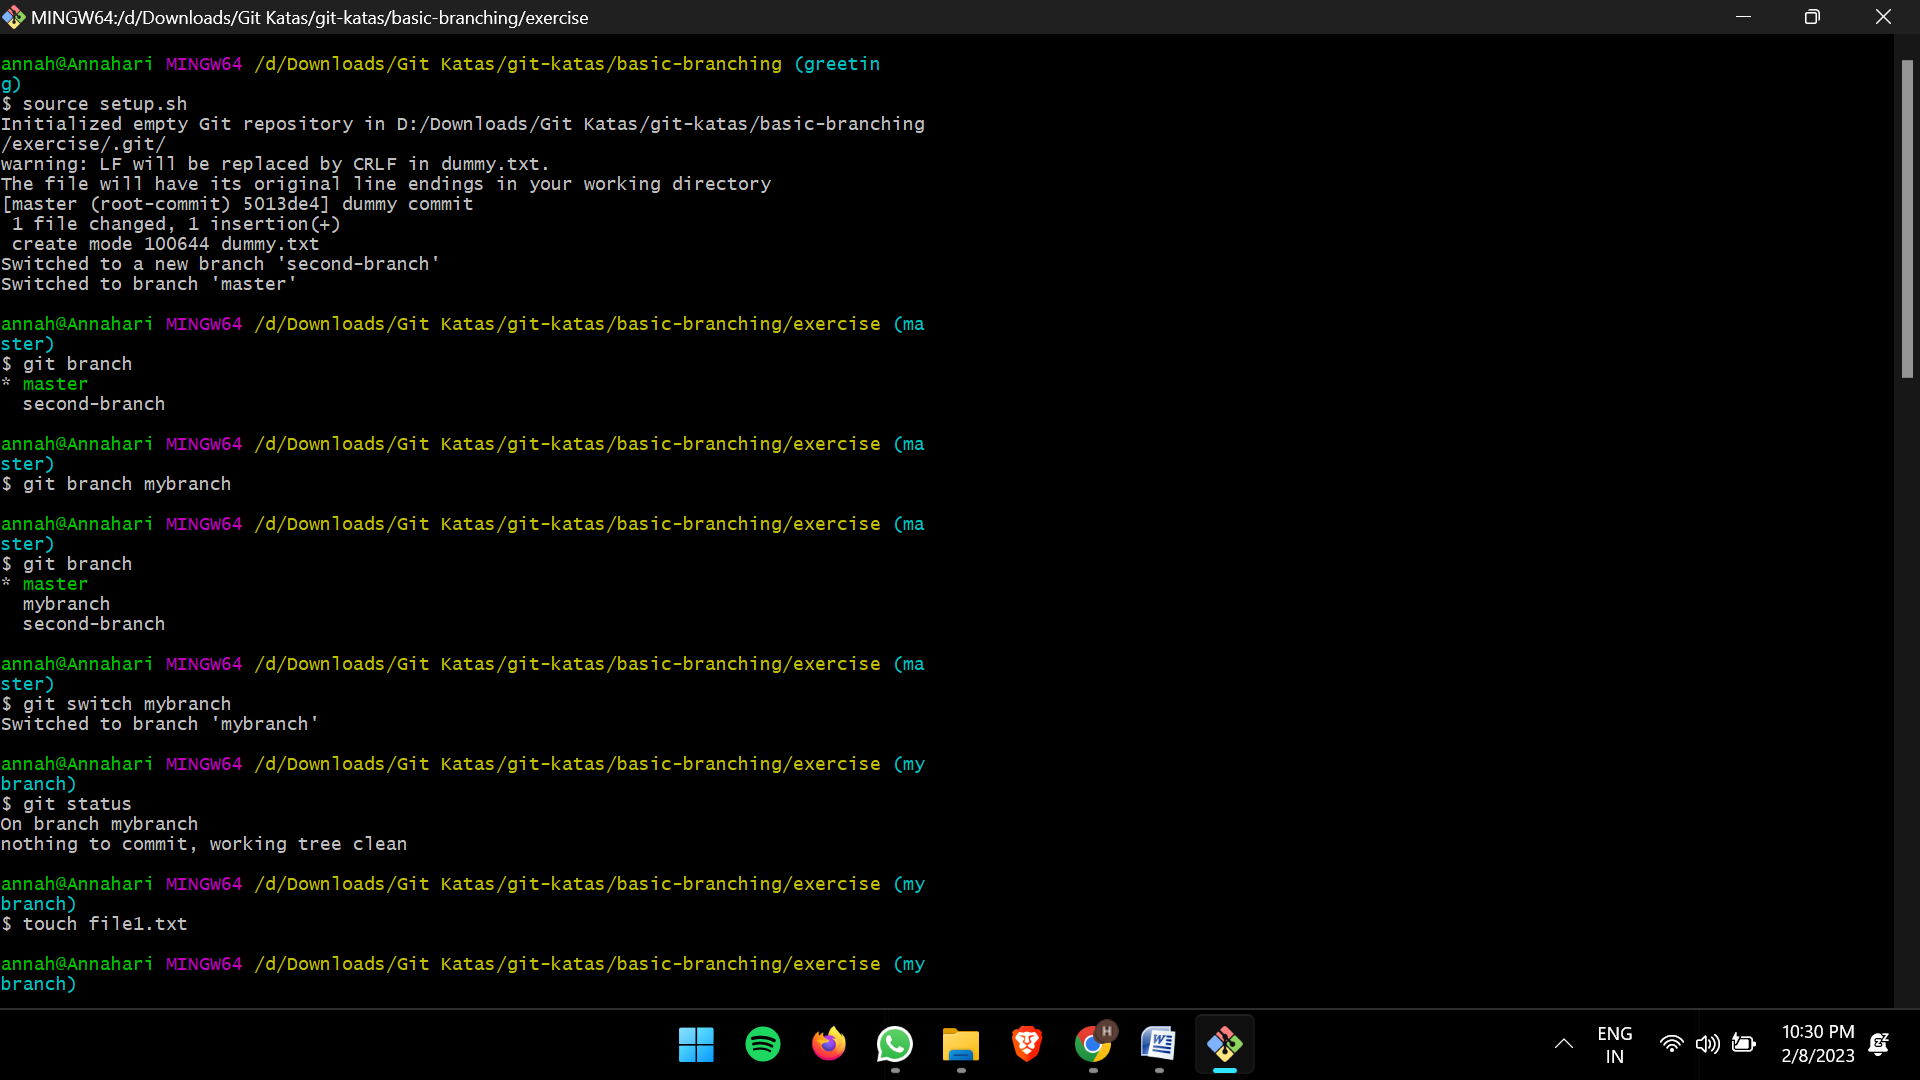 MINGW64:/d/Downloads/Git Katas/git-katas/basic-branching/exercise
annah@Annahari MINGW64 /d/Downloads/Git Katas/git-katas/basic-branching (greetin
g)
$ source setup.sh
Initialized empty Git repository in D:/Downloads/Git Katas/git-katas/basic-branching
/exercise/.git/
warning: LF will be replaced by CRLF in dummy.txt.
The file will have its original line endings in your working directory
[master (root-commit) 5013de4] dummy commit
 1 file changed, 1 insertion(+)
 create mode 100644 dummy.txt
Switched to a new branch 'second-branch'
Switched to branch 'master'
annah@Annahari MINGW64 /d/Downloads/Git Katas/git-katas/basic-branching/exercise (ma
ster)
$ git branch
* master
  second-branch
annah@Annahari MINGW64 /d/Downloads/Git Katas/git-katas/basic-branching/exercise (ma
ster)
$ git branch mybranch
annah@Annahari MINGW64 /d/Downloads/Git Katas/git-katas/basic-branching/exercise (ma
ster)
$ git branch
* master
  mybranch
  second-branch
annah@Annahari MINGW64 /d/Downloads/Git Katas/git-katas/basic-branching/exercise (ma
ster)
$ git switch mybranch
Switched to branch 'mybranch'
annah@Annahari MINGW64 /d/Downloads/Git Katas/git-katas/basic-branching/exercise (my
branch)
$ git status
On branch mybranch
nothing to commit, working tree clean
annah@Annahari MINGW64 /d/Downloads/Git Katas/git-katas/basic-branching/exercise (my
branch)
$ touch file1.txt
annah@Annahari MINGW64 /d/Downloads/Git Katas/git-katas/basic-branching/exercise (my
branch)
H
W
ENG
IN
10:30 PM
2/8/2023